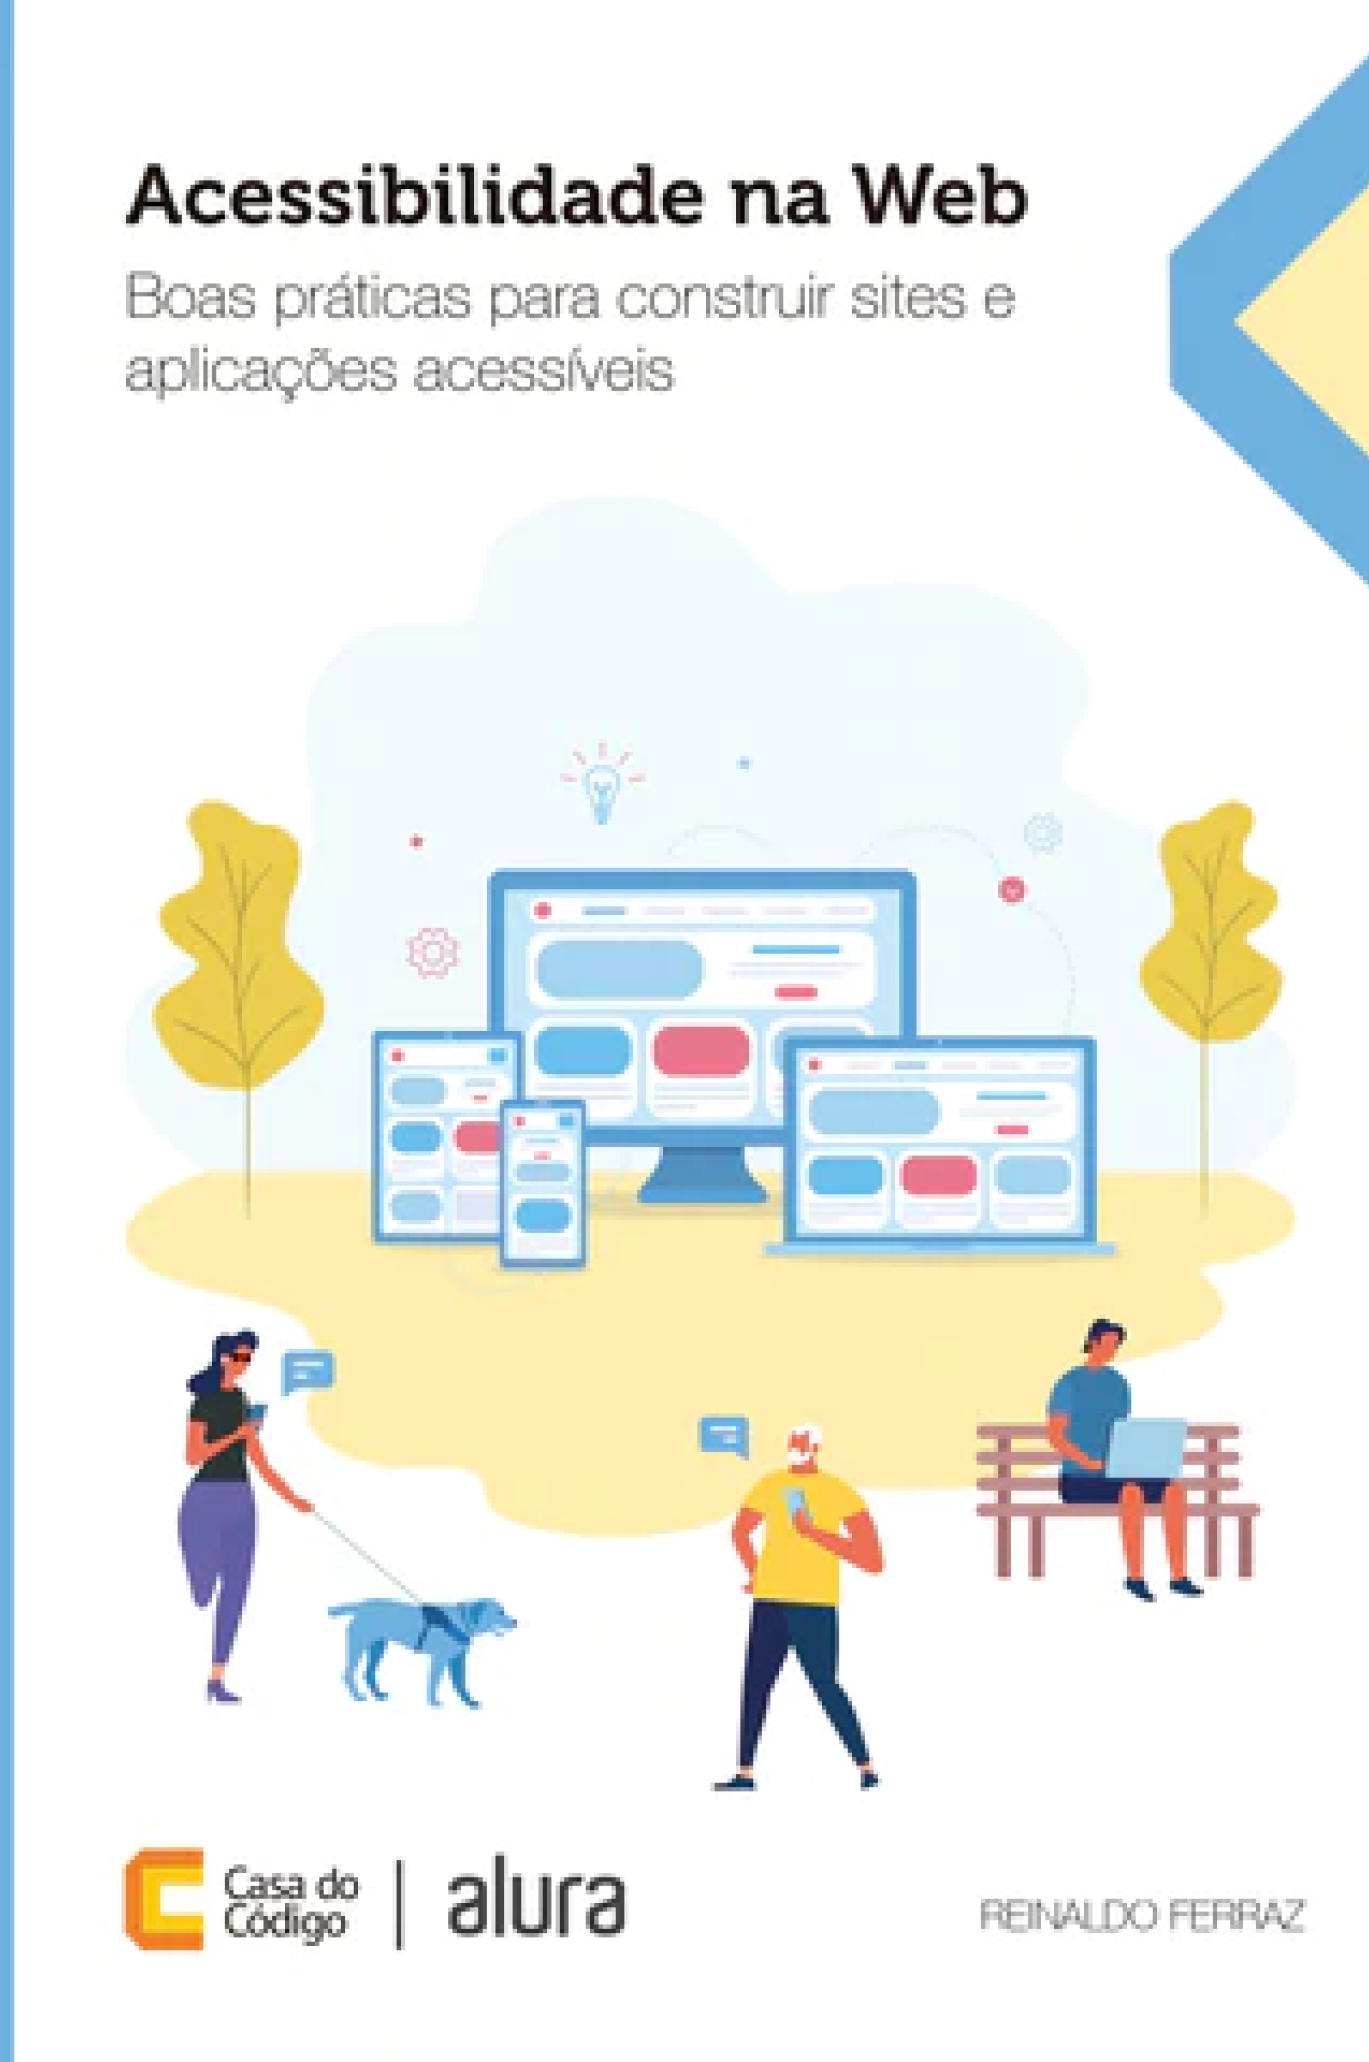 Acessibilidade na Web
Boas práticas para construir sites e
aplicações acessíveis
Casa do
Código
alura
REINALDO FERRAZ